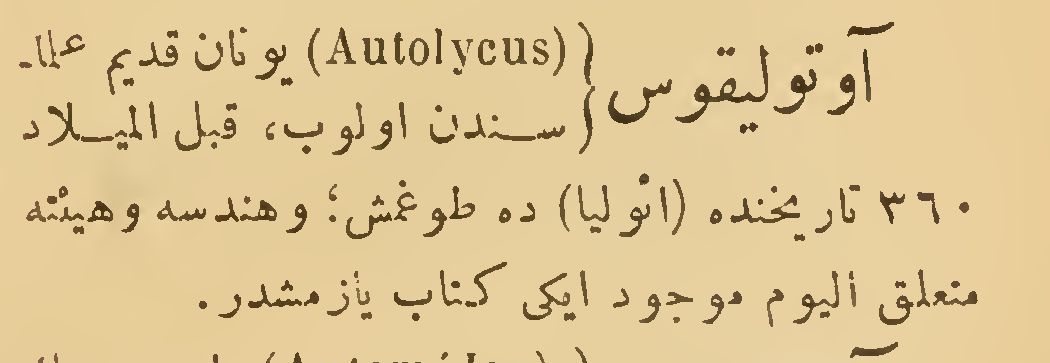 آوتوليقوس (Autolycus) يونان قديم علما-
سندن اولوب، قبل الميلاد
٣٦٠ تاريخنده (ائوليا) ده طوغمش؛ وهندسه وهيئته
متعلق اليوم موجود ايكى كتاب يازمشدر.